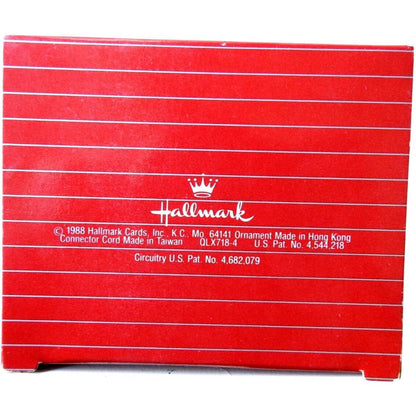 Hallmark
© 1988 Hallmark Cards, Inc., K.C., Mo. 64141 Ornament Made in Hong Kong
Connector Cord Made in Taiwan QLX718-4 U.S. Pat. No. 4,544,218
Circuitry U.S. Pat. No. 4,682,079